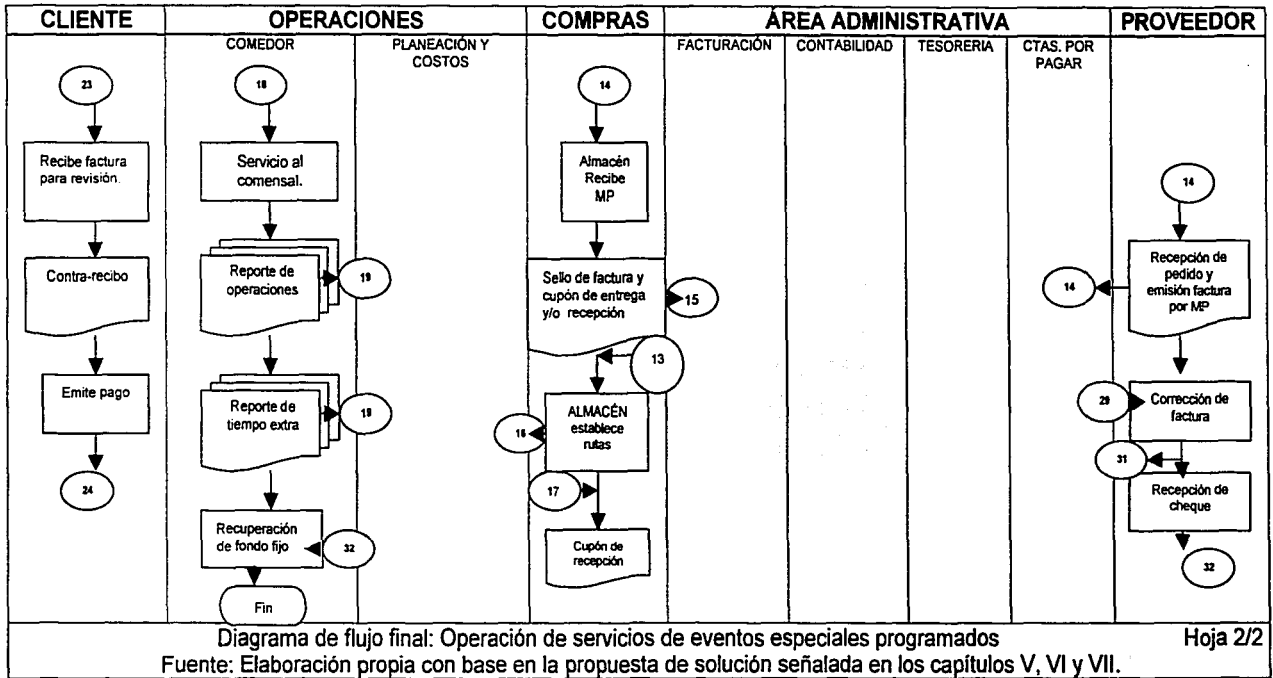 CLIENTE
OPERACIONES
COMPRAS
ÁREA ADMINISTRATIVA
PROVEEDOR
COMEDOR
PLANEACIÓN Y
COSTOS
FACTURACIÓN
CONTABILIDAD
TESORERIA
CTAS. POR
PAGAR
23
Recibe factura
para revisión.
Contra-recibo
Emite pago
24
18
Servicio al
comensal.
Reporte de
operaciones
19
Reporte de
tiempo extra
19
Recuperación
de fondo fijo
32
Fin
14
Almacén
Recibe
MP
Sello de factura y
cupón de entrega
y/o recepción
15
13
ALMACÉN
establece
rutas
16
17
Cupón de
recepción
14
Recepción de
pedido y
emisión factura
por MP
14
29
Corrección de
factura
31
Recepción de
cheque
32
Diagrama de flujo final: Operación de servicios de eventos especiales programados
Hoja 2/2
Fuente: Elaboración propia con base en la propuesta de solución señalada en los capítulos V, VI y VII.